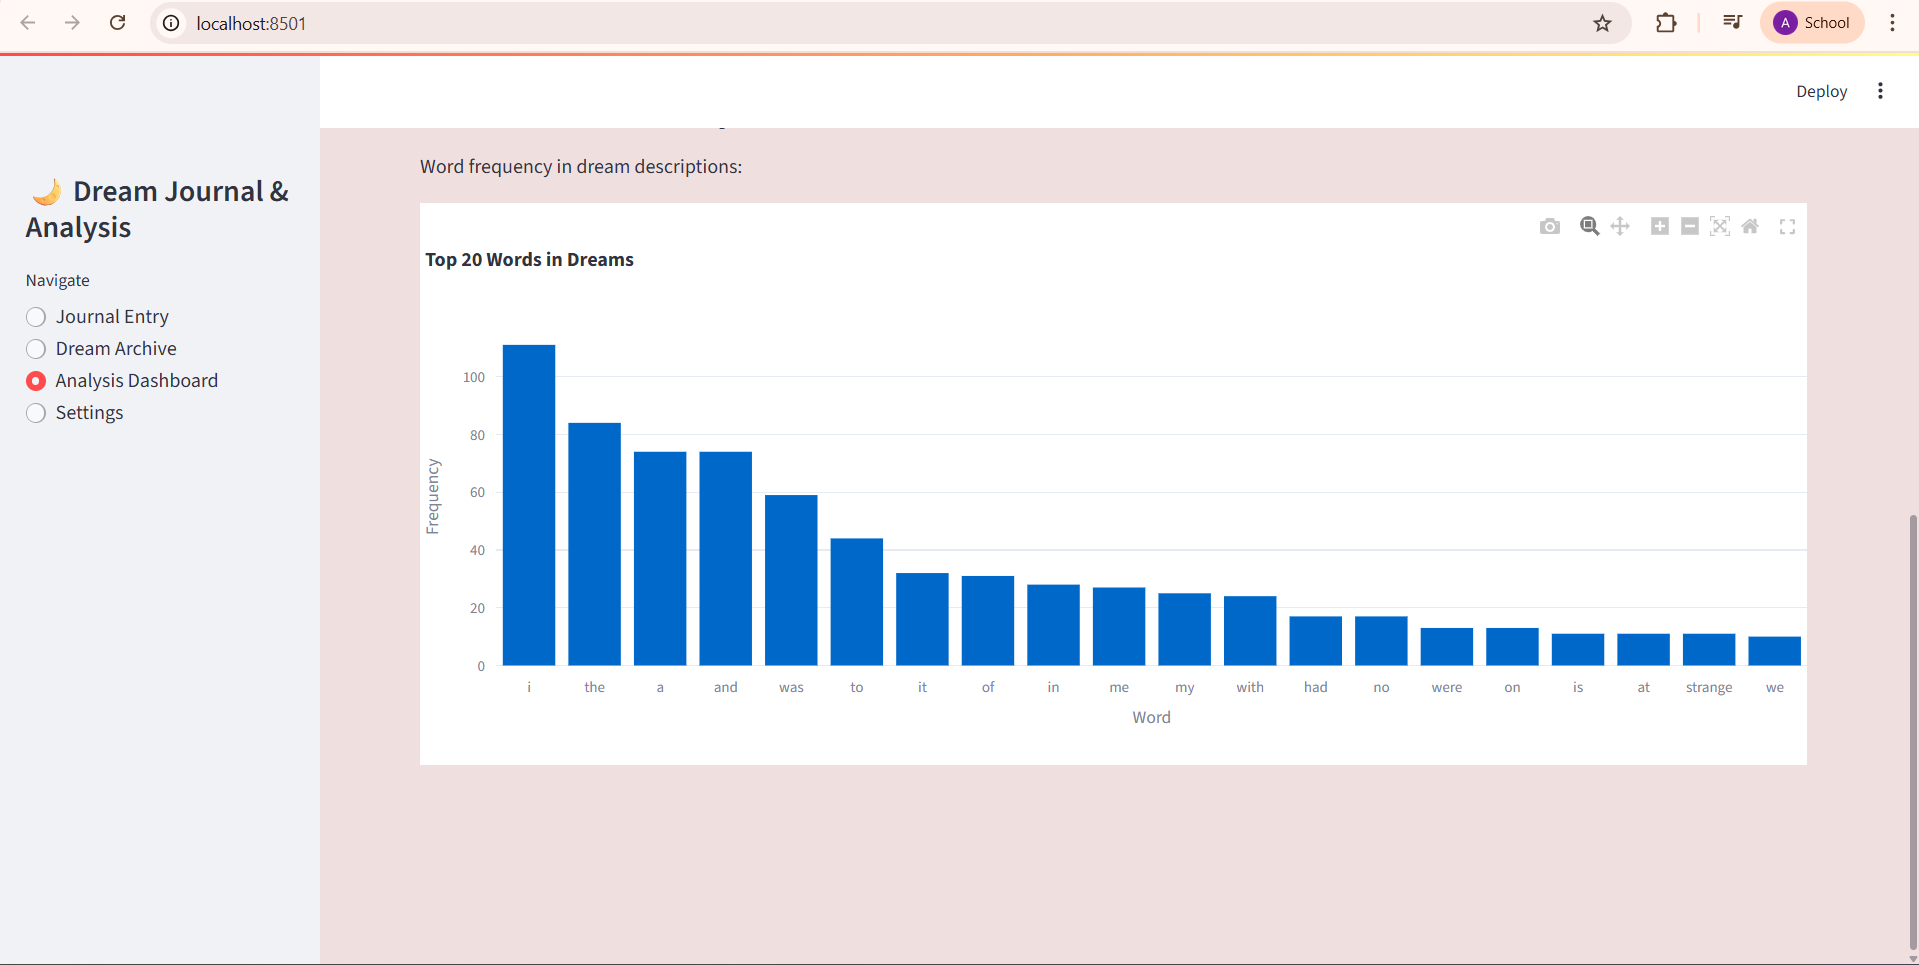 localhost:8501
A School
Deploy
🌙 Dream Journal &
Analysis
Navigate
Journal Entry
Dream Archive
Analysis Dashboard
Settings
Word frequency in dream descriptions:
Top 20 Words in Dreams
Frequency
100
80
60
40
20
0
i the a and was to it of in me my with had no were on is at strange we
Word